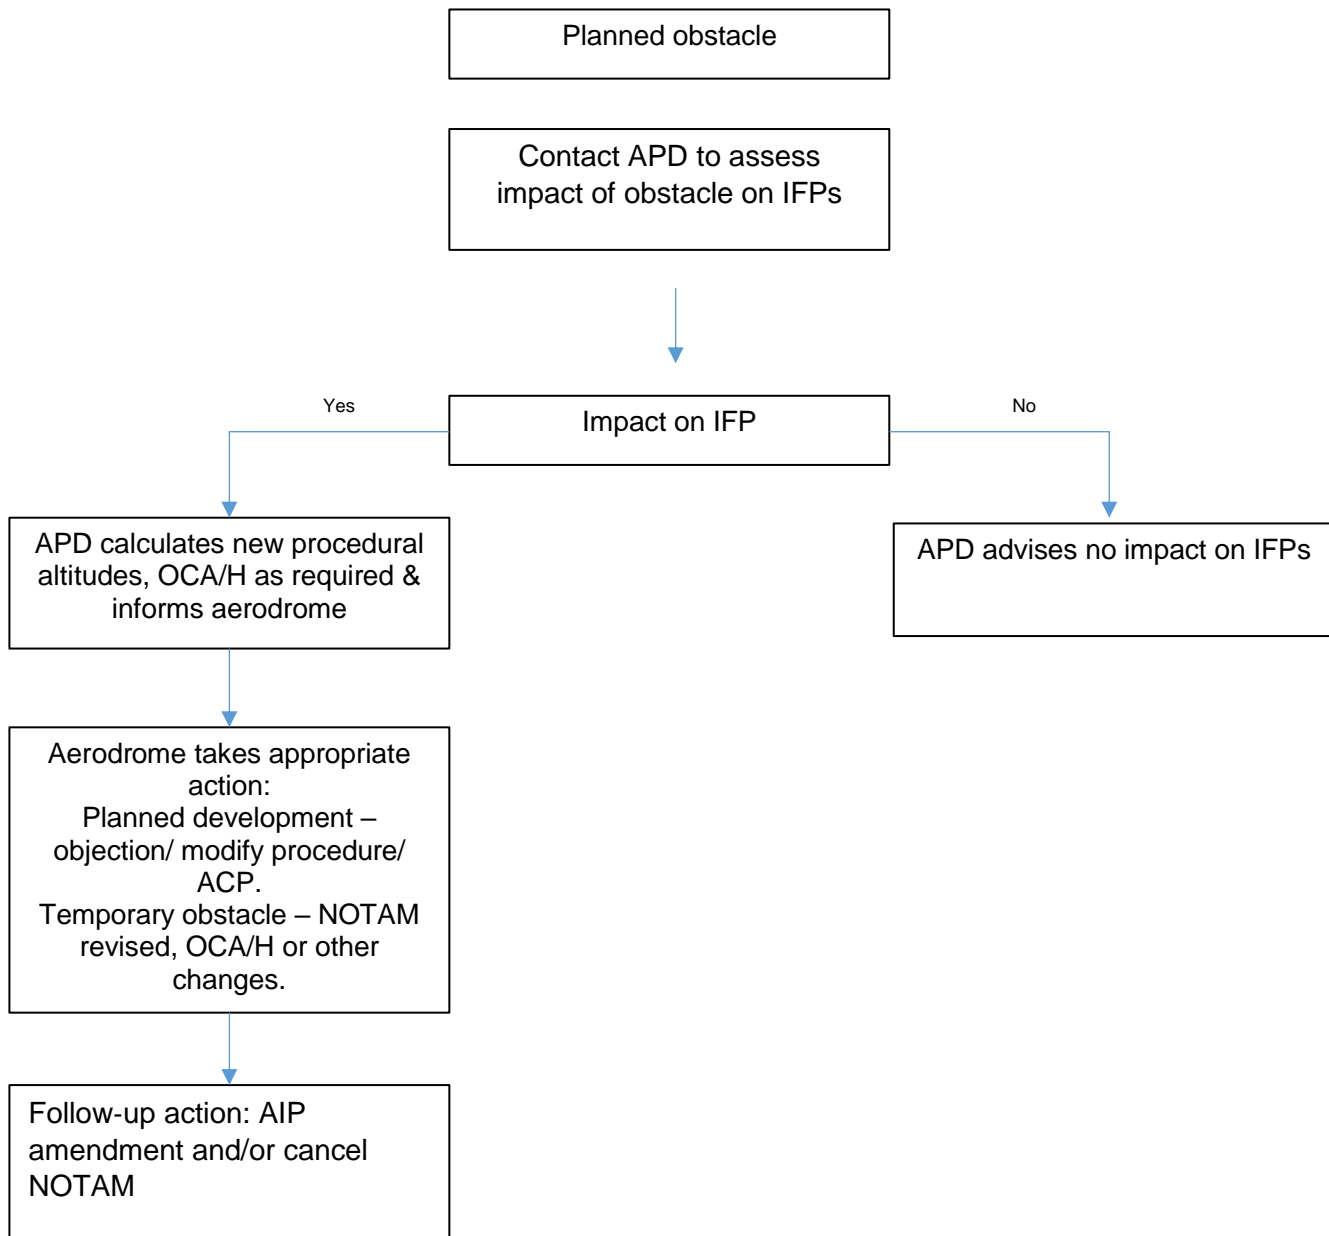 Planned obstacle
Contact APD to assess
impact of obstacle on IFPs
Yes
Impact on IFP
No
APD calculates new procedural
altitudes, OCA/H as required &
informs aerodrome
APD advises no impact on IFPs
Aerodrome takes appropriate
action:
Planned development –
objection/ modify procedure/
ACP.
Temporary obstacle – NOTAM
revised, OCA/H or other
changes.
Follow-up action: AIP
amendment and/or cancel
NOTAM